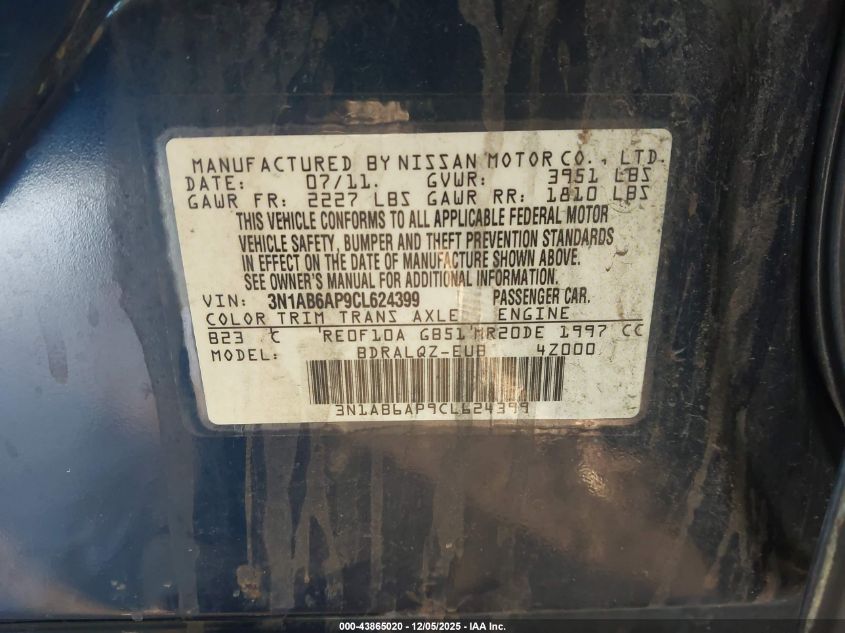 MANUFACTURED BY NISSAN MOTOR CO., LTD.
DATE: 07/11. GVWR: 3951 LBS
GAWR FR: 2227 LBS GAWR RR: 1810 LBS
THIS VEHICLE CONFORMS TO ALL APPLICABLE FEDERAL MOTOR
VEHICLE SAFETY, BUMPER AND THEFT PREVENTION STANDARDS
IN EFFECT ON THE DATE OF MANUFACTURE SHOWN ABOVE.
SEE OWNER'S MANUAL FOR ADDITIONAL INFORMATION.
VIN: 3N1AB6AP9CL624399 PASSENGER CAR.
COLOR TRIM TRANS AXLE ENGINE
B23 C RE0F10A GB51 MR20DE 1997 CC
MODEL: BDRALQZ-EUB 4Z000
3N1AB6AP9CL624399
000-43865020 - 12/05/2025 - IAA Inc.